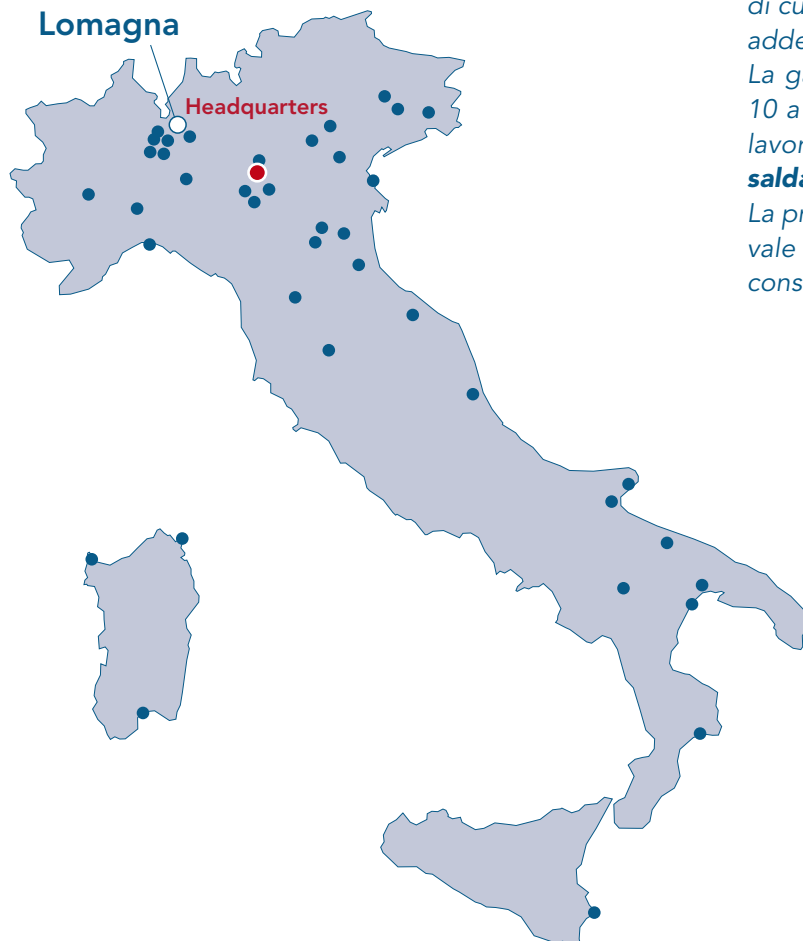 Lomagna
Headquarters
di cu
adde
La g
10 a
lavor
salda
La pr
vale
cons